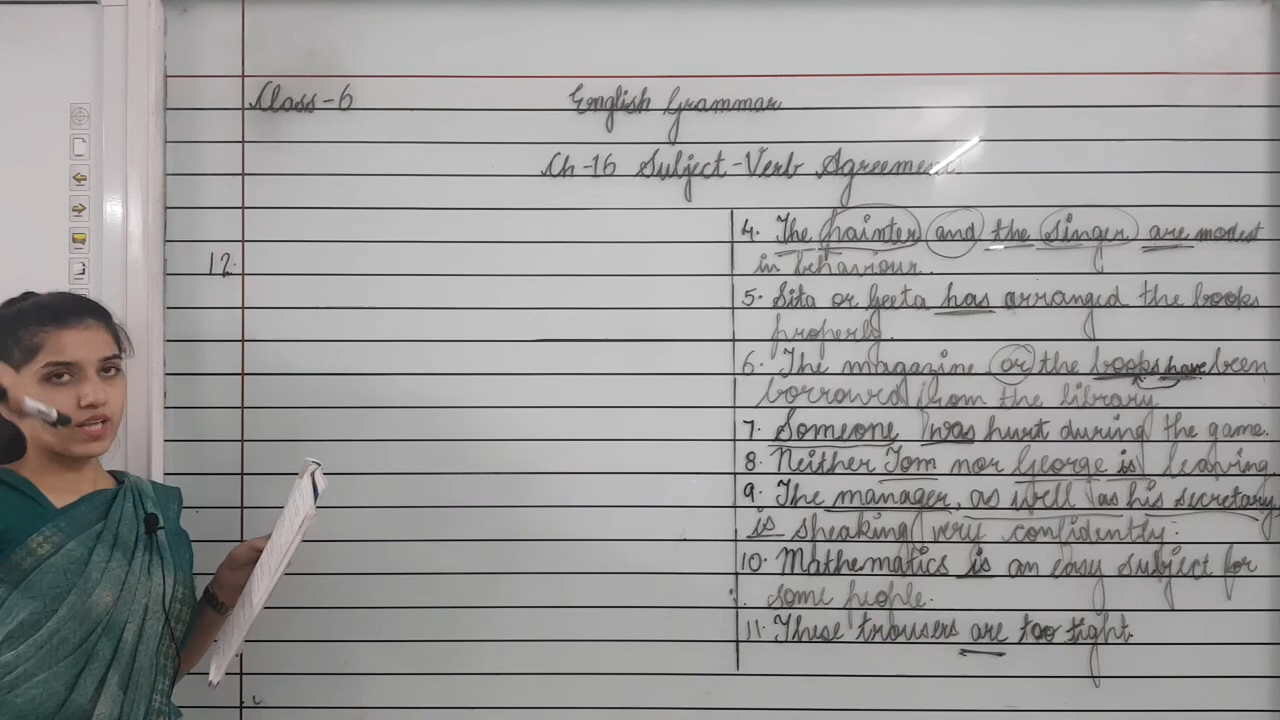 Class-6
English Grammar
Ch-16 Subject-Verb Agreement
12.
4. The painter and the singer are modest
in behaviour.
5. Sita or Geeta has arranged the books
properly.
6. The magazine or the books have been
borrowed from the library.
7. Someone was hurt during the game.
8. Neither Tom nor George is leaving.
9. The manager, as well as his secretary,
is speaking very confidently.
10. Mathematics is an easy subject for
some people.
11. These trousers are too tight.